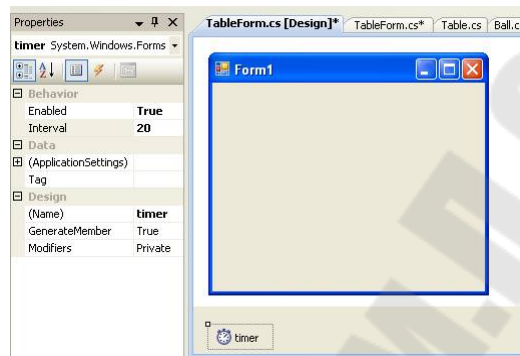 Properties
timer System.Windows.Forms
Behavior
Enabled True
Interval 20
Data
(ApplicationSettings)
Tag
Design
(Name) timer
GenerateMember True
Modifiers Private
TableForm.cs [Design]* TableForm.cs* Table.cs Ball.c
Form1
timer